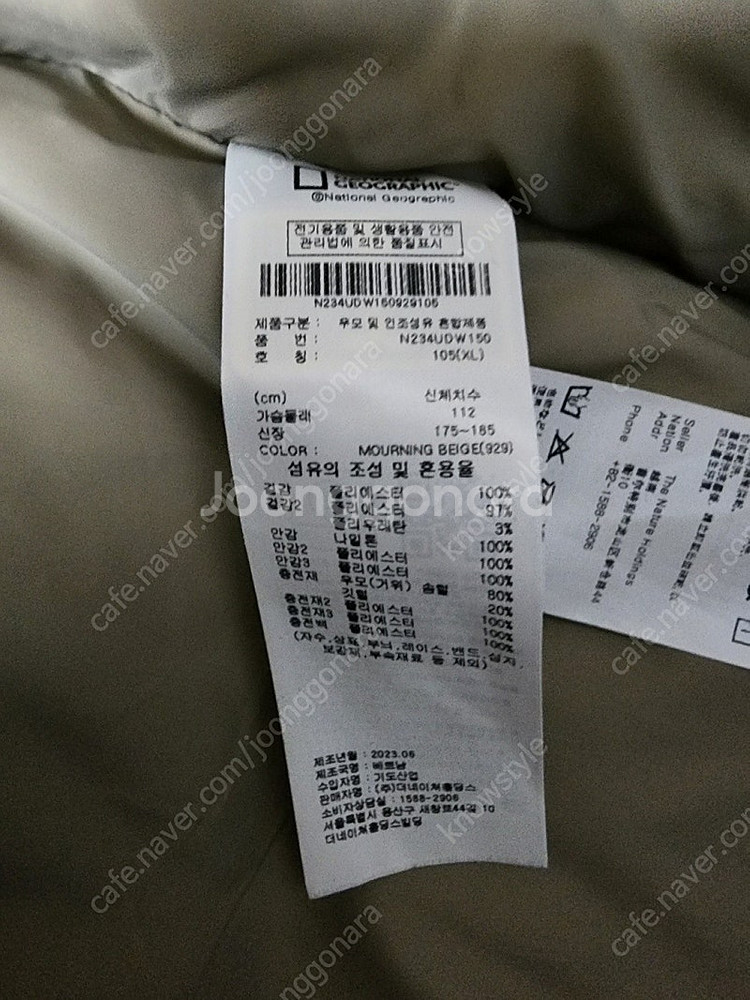 GEOGRAPHIC
©National Geographic
전기용품 및 생활용품 안전
관리법에 의한 품질표시
N234UDW150929105
제품구분 : 우모 및 인조섬유 혼합제품
품 번 : N234UDW150
호 칭 : 105(XL)
(cm) 신체치수
가슴둘레 112
신장 175~185
COLOR : MOURNING BEIGE(929)
섬유의 조성 및 혼용율
겉감 폴리에스터 100%
겉감2 폴리에스터 97%
폴리우레탄 3%
안감 나일론 100%
안감2 폴리에스터 100%
안감3 폴리에스터 100%
충전재 우모(거위) 솜털 80%
깃털 20%
충전재2 폴리에스터 100%
충전재3 폴리에스터 100%
충전백 폴리에스터 100%
(자수,상표,부늬,레이스,밴드,심지,
보강재,부속재료 등 제외)
제조년월 : 2023.06
제조국명 : 베트남
수입자명 : 기도산업
판매자명 : (주)더네이쳐홀딩스
소비자상담실 : 1588-2906
서울특별시 용산구 새창로44길 10
더네이쳐홀딩스빌딩
Seller The Nature Holdings
Nation
Addr
Phone +82-1588-2906
Joonggonara
cafe.naver.com/joonggonara
knowstyle